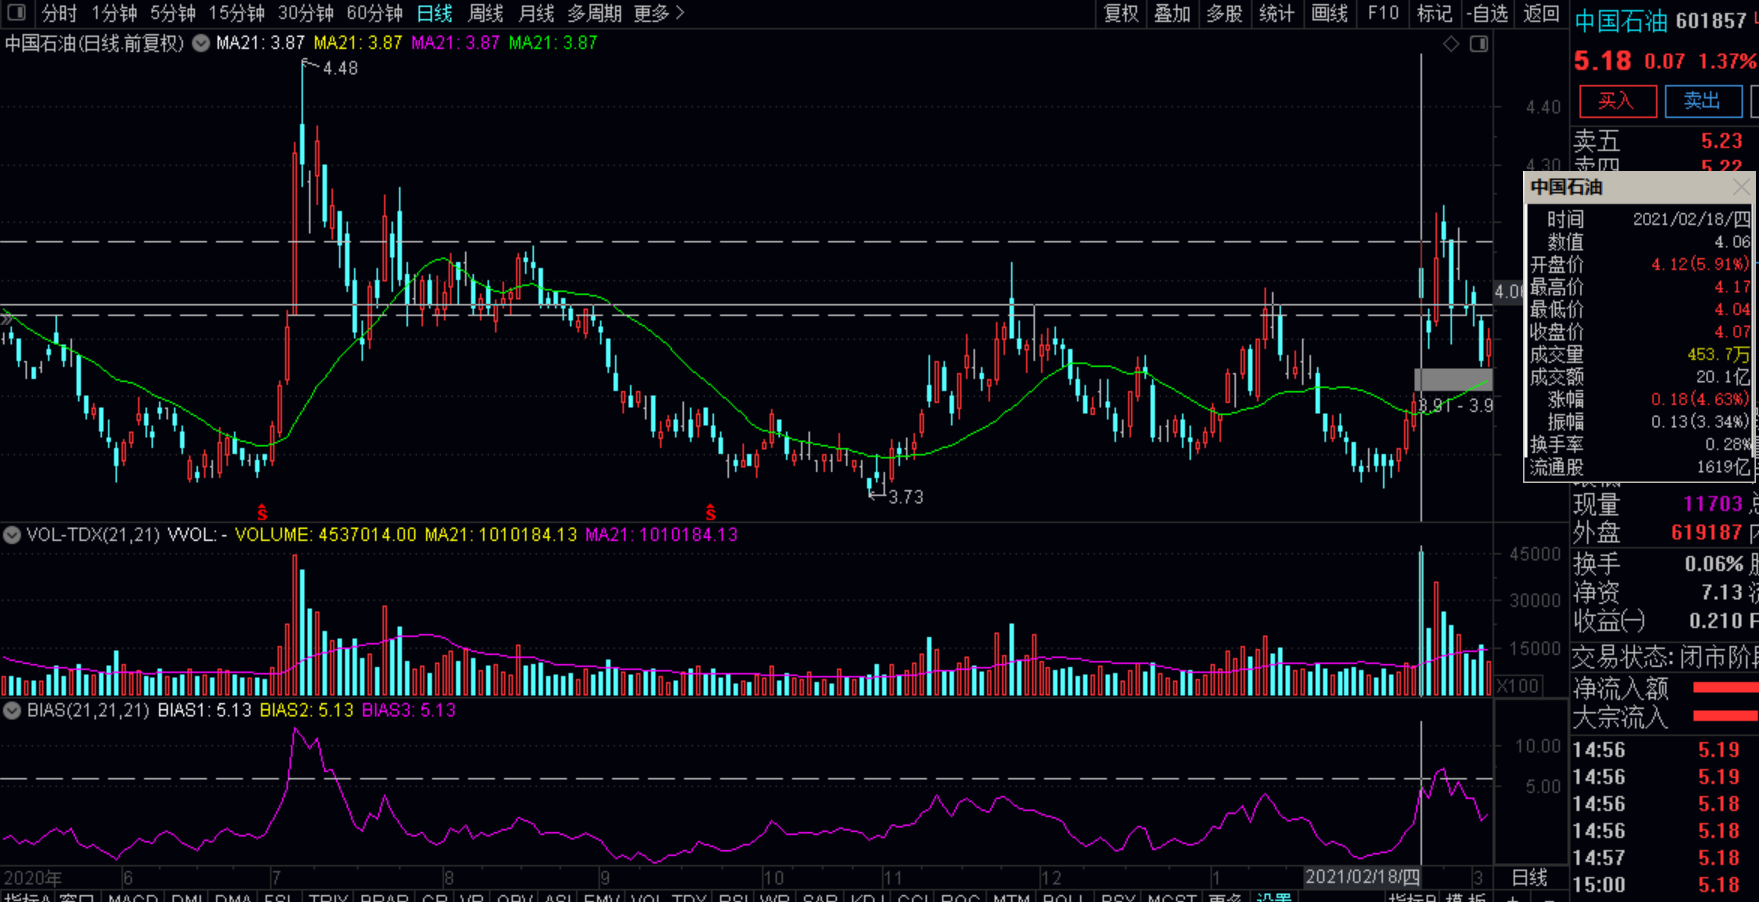 分时 1分钟 5分钟 15分钟 30分钟 60分钟 日线 周线 月线 多周期 更多 复权 叠加 多股 统计 画线 F10 标记 -自选 返回
中国石油 601857
中国石油(日线.前复权) MA21: 3.87 MA21: 3.87 MA21: 3.87 MA21: 3.87
5.18 0.07 1.37%
买入 卖出
4.48
4.40
4.30
卖五 5.23
卖四 5.22
中国石油
时间 2021/02/18/四
数值 4.06
开盘价 4.12(5.91%)
最高价 4.17
最低价 4.04
收盘价 4.07
成交量 453.7万
成交额 20.1亿
涨幅 0.18(4.63%)
振幅 0.13(3.34%)
换手率 0.28%
流通股 1619亿
4.06
3.91 - 3.9
3.73
S
S
现量 11703
外盘 619187
换手 0.06%
净资 7.13
收益(一) 0.210
交易状态: 闭市阶段
净流入额
大宗流入
VOL-TDX(21,21) VVOL: - VOLUME: 4537014.00 MA21: 1010184.13 MA21: 1010184.13
45000
30000
15000
X100
BIAS(21,21,21) BIAS1: 5.13 BIAS2: 5.13 BIAS3: 5.13
10.00
5.00
14:56 5.19
14:56 5.19
14:56 5.18
14:56 5.18
14:57 5.18
15:00 5.18
2020年 6 7 8 9 10 11 12 1 2021/02/18/四 3 日线
指标A 窗口 MACD DMI DMA FSL TRIX BRAR CR VR OBV ASI EMV VOL-TDX RSI WR SAR KDJ CCI ROC MTM BOLL PSY MCST 更多 设置 指标B 模板